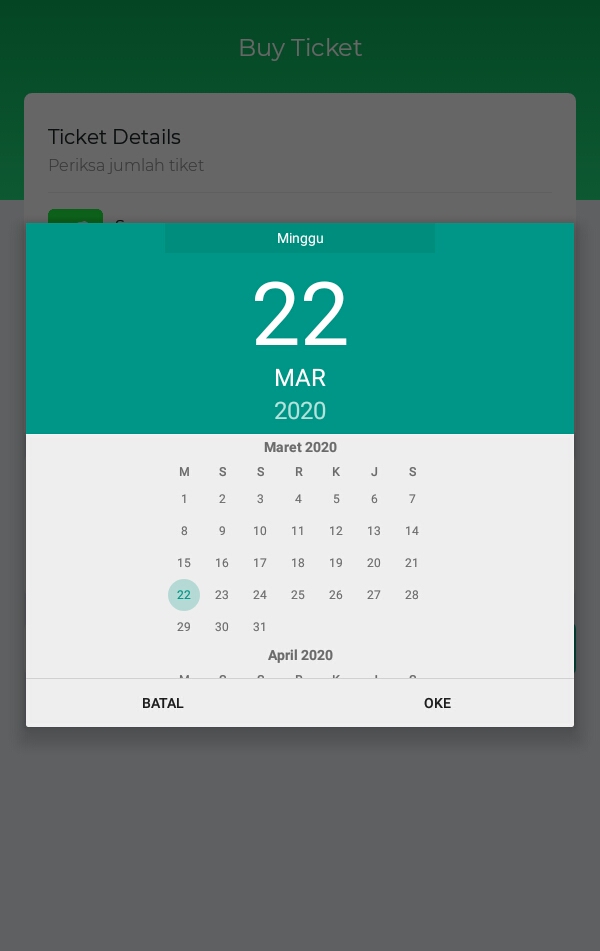 Buy Ticket
Ticket Details
Periksa jumlah tiket
Minggu
22
MAR
2020
Maret 2020
M S S R K J S
1 2 3 4 5 6 7
8 9 10 11 12 13 14
15 16 17 18 19 20 21
22 23 24 25 26 27 28
29 30 31
April 2020
BATAL OKE